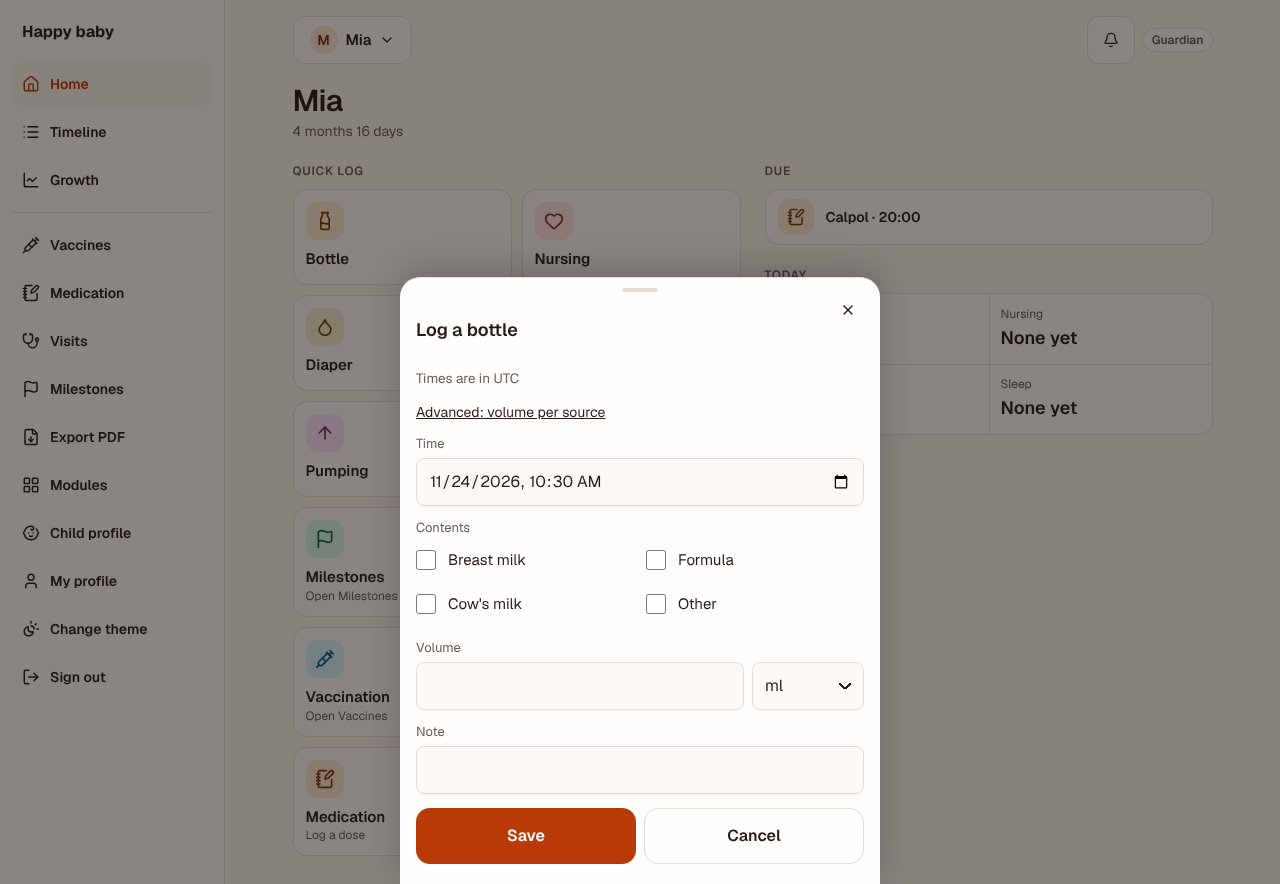 Happy baby
Home
Timeline
Growth
Vaccines
Medication
Visits
Milestones
Export PDF
Modules
Child profile
My profile
Change theme
Sign out
M Mia
Guardian
Mia
4 months 16 days
QUICK LOG
Bottle
Nursing
Diaper
Pumping
Milestones
Open Milestones
Vaccination
Open Vaccines
Medication
Log a dose
DUE
Calpol · 20:00
TODAY
Nursing
None yet
Sleep
None yet
Log a bottle
Times are in UTC
Advanced: volume per source
Time
11/24/2026, 10:30 AM
Contents
Breast milk
Formula
Cow's milk
Other
Volume
ml
Note
Save
Cancel